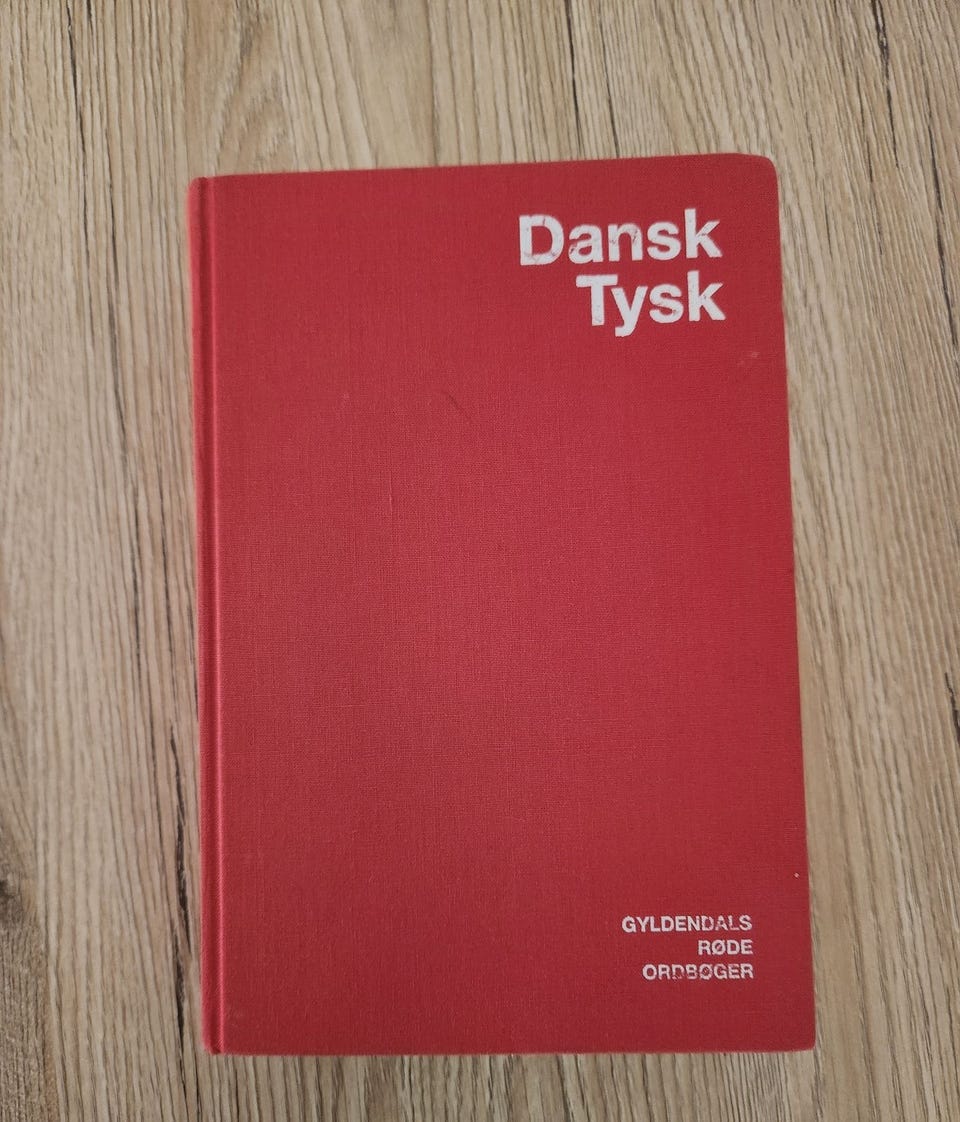 Dansk
Tysk
GYLDENDALS
RØDE
ORDBØGER